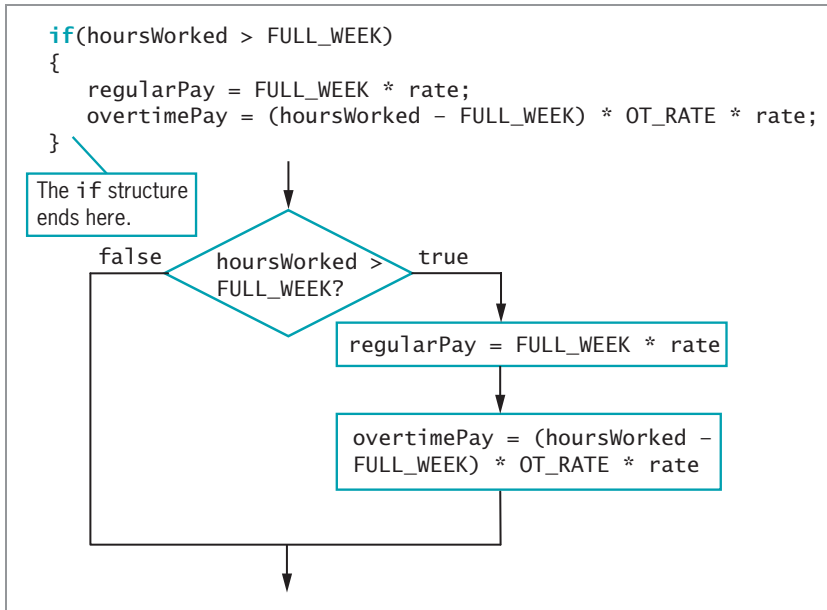 if(hoursWorked > FULL_WEEK)
{
regularPay = FULL_WEEK * rate;
overtimePay = (hoursWorked – FULL_WEEK) * OT_RATE * rate;
}
The if structure
ends here.
false
hoursWorked >
FULL_WEEK?
true
regularPay = FULL_WEEK * rate
overtimePay = (hoursWorked –
FULL_WEEK) * OT_RATE * rate